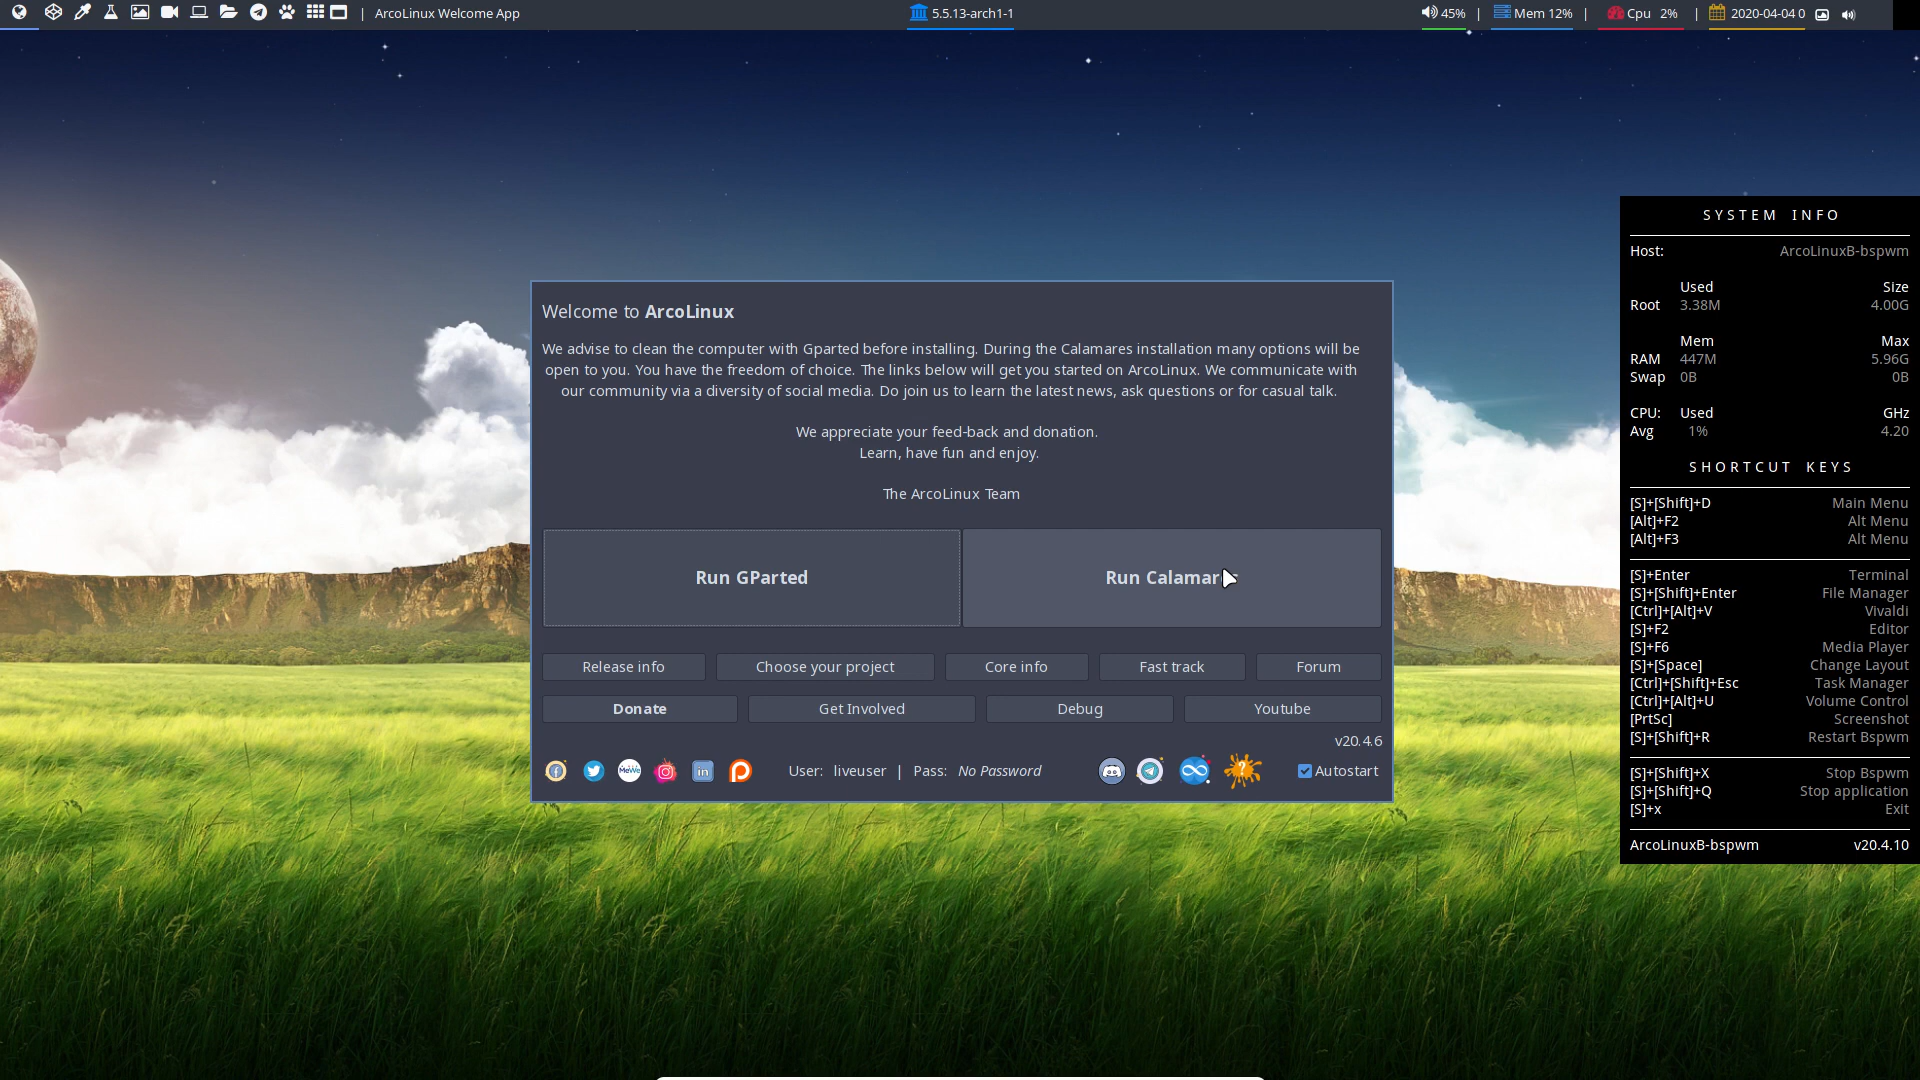 | ArcoLinux Welcome App 5.5.13-arch1-1 45% | Mem 12% | Cpu 2% | 2020-04-04 0
Welcome to ArcoLinux
We advise to clean the computer with Gparted before installing. During the Calamares installation many options will be
open to you. You have the freedom of choice. The links below will get you started on ArcoLinux. We communicate with
our community via a diversity of social media. Do join us to learn the latest news, ask questions or for casual talk.
We appreciate your feed-back and donation.
Learn, have fun and enjoy.
The ArcoLinux Team
Run GParted
Run Calamares
Release info Choose your project Core info Fast track Forum
Donate Get Involved Debug Youtube
v20.4.6
MeWe in User: liveuser | Pass: No Password ? Autostart
SYSTEM INFO
Host: ArcoLinuxB-bspwm
Used Size
Root 3.38M 4.00G
Mem Max
RAM 447M 5.96G
Swap 0B 0B
CPU: Used GHz
Avg 1% 4.20
SHORTCUT KEYS
[S]+[Shift]+D Main Menu
[Alt]+F2 Alt Menu
[Alt]+F3 Alt Menu
[S]+Enter Terminal
[S]+[Shift]+Enter File Manager
[Ctrl]+[Alt]+V Vivaldi
[S]+F2 Editor
[S]+F6 Media Player
[S]+[Space] Change Layout
[Ctrl]+[Shift]+Esc Task Manager
[Ctrl]+[Alt]+U Volume Control
[PrtSc] Screenshot
[S]+[Shift]+R Restart Bspwm
[S]+[Shift]+X Stop Bspwm
[S]+[Shift]+Q Stop application
[S]+x Exit
ArcoLinuxB-bspwm v20.4.10